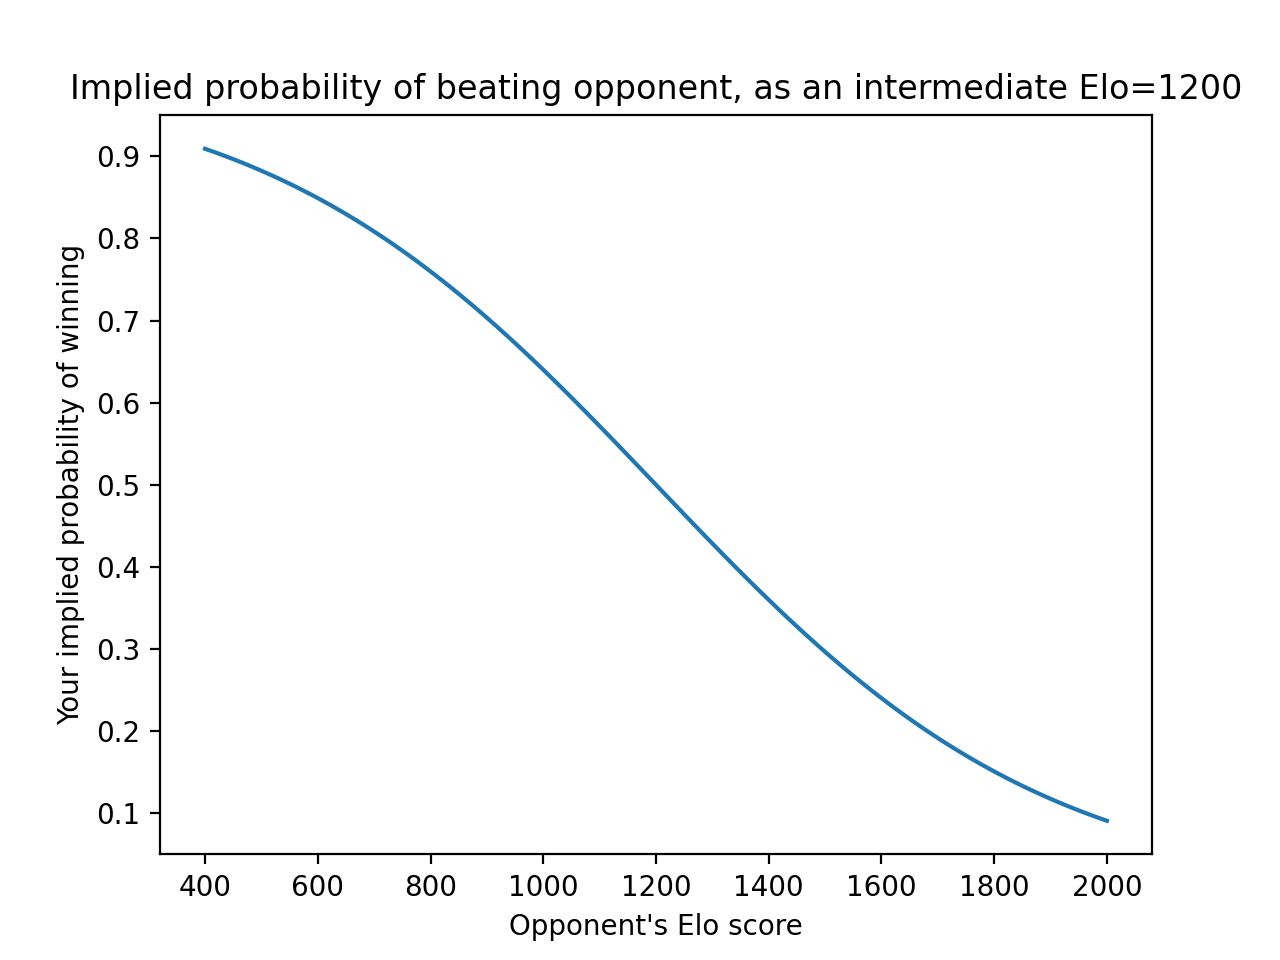 Implied probability of beating opponent, as an intermediate Elo=1200
Your implied probability of winning
0.9
0.8
0.7
0.6
0.5
0.4
0.3
0.2
0.1
400 600 800 1000 1200 1400 1600 1800 2000
Opponent's Elo score